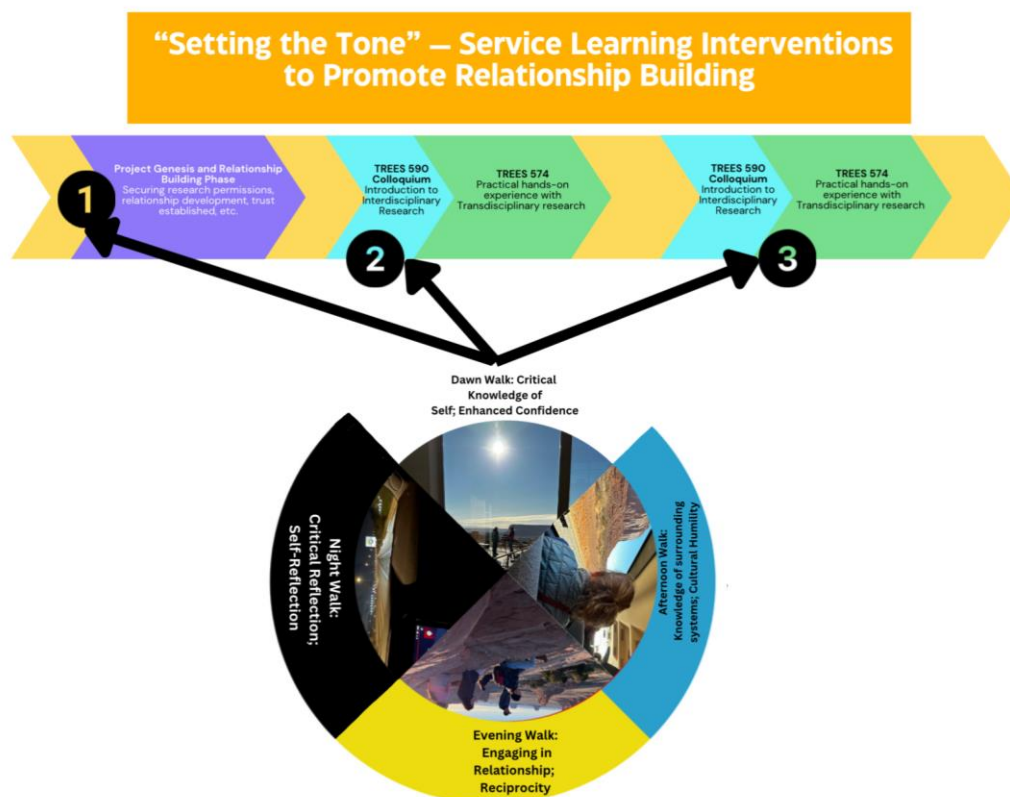 “Setting the Tone” — Service Learning Interventions
to Promote Relationship Building
Project Genesis and Relationship
Building Phase
Securing research permissions,
relationship development, trust
established, etc.
1
TREES 590
Colloquium
Introduction to
Interdisciplinary
Research
2
TREES 574
Practical hands-on
experience with
Transdisciplinary research
TREES 590
Colloquium
Introduction to
Interdisciplinary
Research
3
TREES 574
Practical hands-on
experience with
Transdisciplinary research
Dawn Walk: Critical
Knowledge of
Self; Enhanced Confidence
Afternoon Walk:
Knowledge of surrounding
systems; Cultural Humility
Evening Walk:
Engaging in
Relationship;
Reciprocity
Night Walk:
Critical Reflection;
Self-Reflection